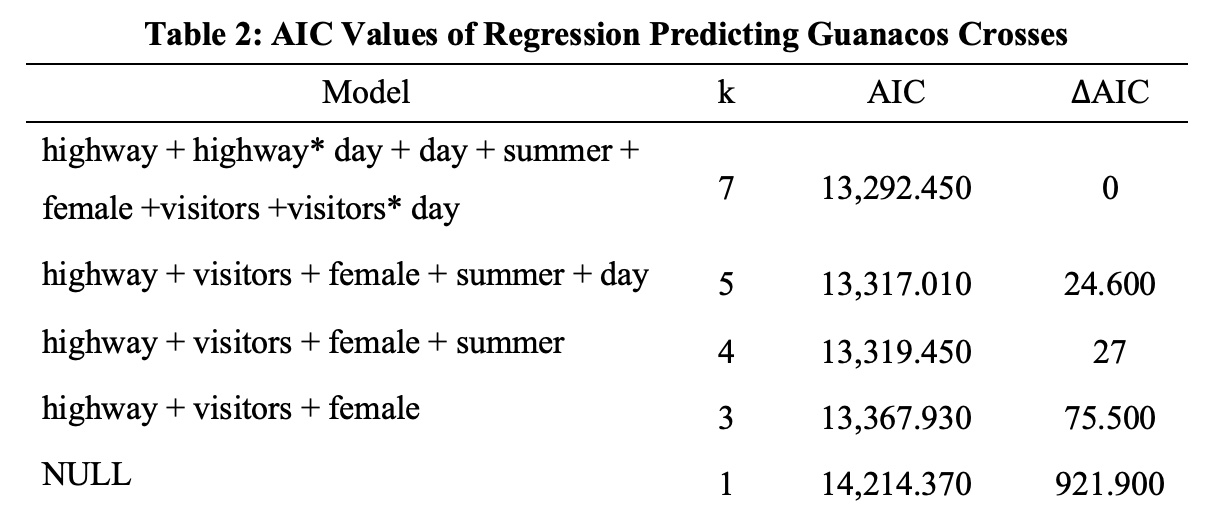 Table 2: AIC Values of Regression Predicting Guanacos Crosses
Model k AIC ΔAIC
highway + highway* day + day + summer +
female +visitors +visitors* day 7 13,292.450 0
highway + visitors + female + summer + day 5 13,317.010 24.600
highway + visitors + female + summer 4 13,319.450 27
highway + visitors + female 3 13,367.930 75.500
NULL 1 14,214.370 921.900